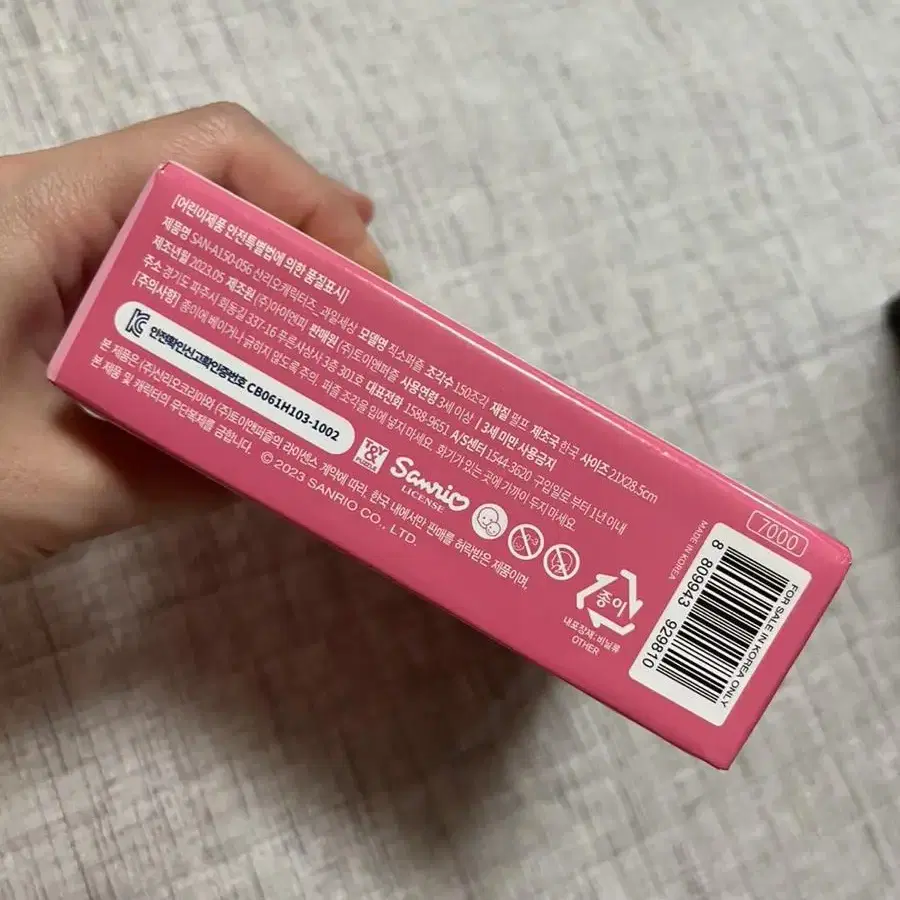 [어린이제품 안전특별법에 의한 품질표시]
제품명 SAN-A150-056 산리오캐릭터즈_과일세상 모델명 직소퍼즐 조각수 150조각 재질 펄프 제조국 한국 사이즈 21X28.5cm
제조년월 2023.05 제조원 (주)아이엔피 판매원 (주)토이앤퍼즐 사용연령 3세 이상 / 3세 미만 사용금지
주소 경기도 파주시 회동길 337-16 푸른사상사 3층 301호 대표전화 1588-9651 A/S센터 1544-3620 구입일로 부터 1년 이내
[주의사항] 종이에 베이거나 긁히지 않도록 주의. 퍼즐 조각을 입에 넣지 마세요. 화기가 있는 곳에 가까이 두지 마세요.
KC 안전확인신고확인증번호 CB061H103-1002
본 제품은 (주)산리오코리아와 (주)토이앤퍼즐의 라이센스 계약에 따라, 한국 내에서만 판매를 허락받은 제품이며,
본 제품 및 캐릭터의 무단복제를 금합니다.
© 2023 SANRIO CO., LTD.
TOY
&
Sanrio
LICENSE
0-3
종이
내포장재:비닐류
OTHER
7000
MADE IN KOREA
8 809943 929810
FOR SALE IN KOREA ONLY